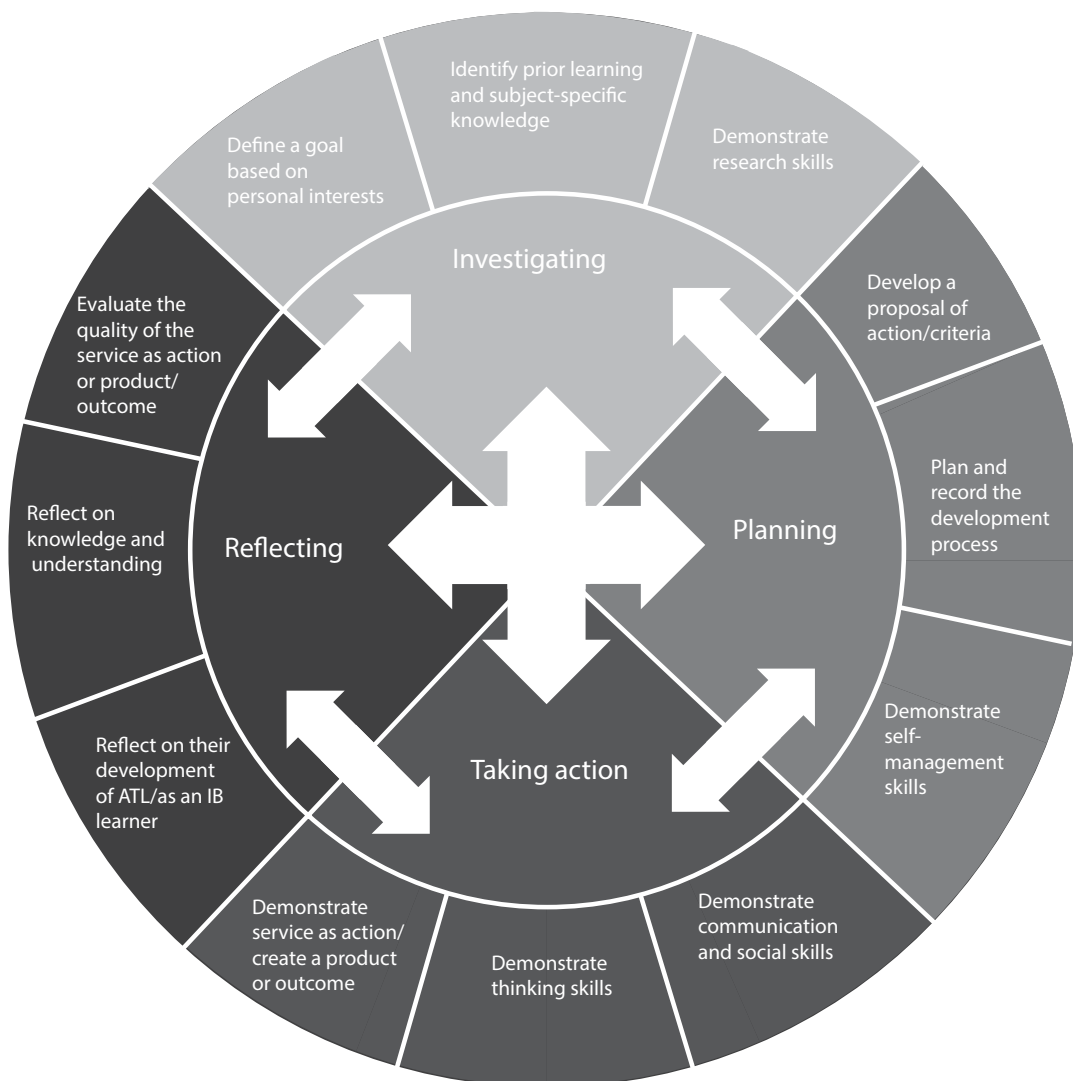 Investigating
Define a goal
based on
personal interests
Identify prior learning
and subject-specific
knowledge
Demonstrate
research skills
Planning
Develop a
proposal of
action/criteria
Plan and
record the
development
process
Demonstrate
self-
management
skills
Taking action
Demonstrate
communication
and social skills
Demonstrate
thinking skills
Demonstrate
service as action/
create a product
or outcome
Reflecting
Reflect on their
development
of ATL/as an IB
learner
Reflect on
knowledge and
understanding
Evaluate the
quality of the
service as action
or product/
outcome